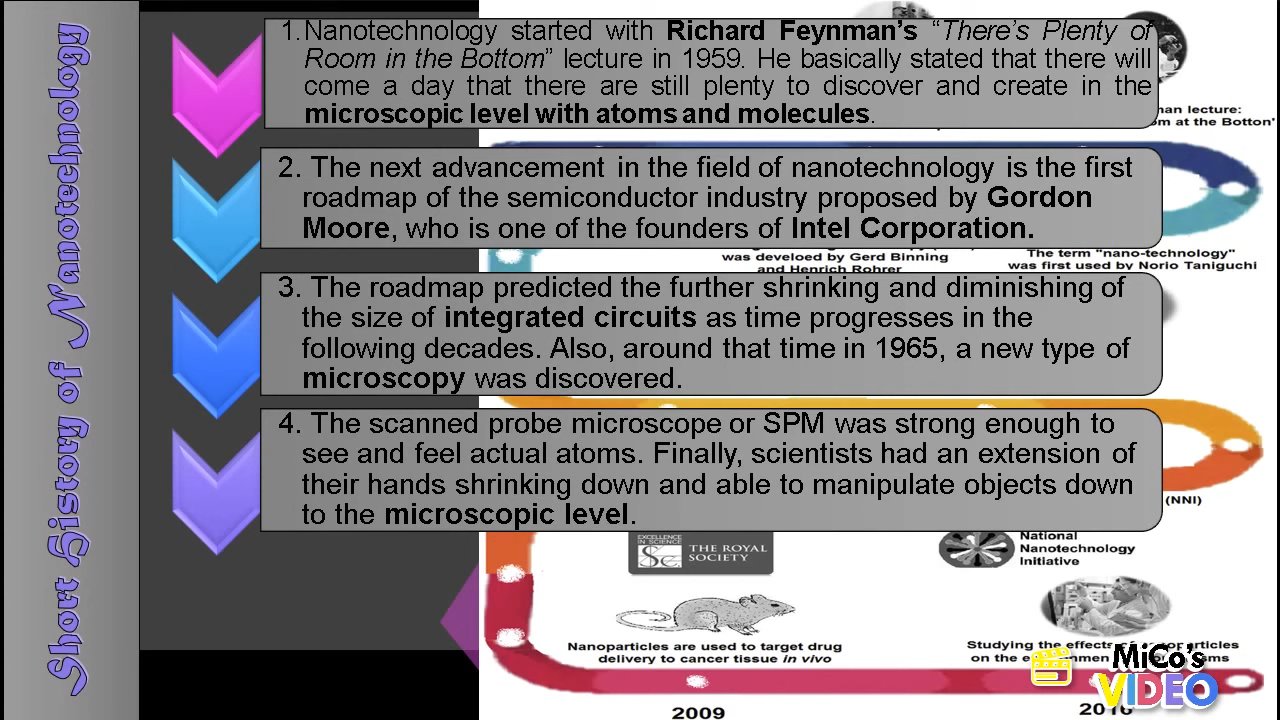 Short History of Nanotechnology
1. Nanotechnology started with Richard Feynman's “There's Plenty of
Room in the Bottom” lecture in 1959. He basically stated that there will
come a day that there are still plenty to discover and create in the
microscopic level with atoms and molecules.
lecture:
at the Botton'
2. The next advancement in the field of nanotechnology is the first
roadmap of the semiconductor industry proposed by Gordon
Moore, who is one of the founders of Intel Corporation.
was develoed by Gerd Binning
and Henrich Rohrer
The term "nano-technology"
was first used by Norio Taniguchi
3. The roadmap predicted the further shrinking and diminishing of
the size of integrated circuits as time progresses in the
following decades. Also, around that time in 1965, a new type of
microscopy was discovered.
4. The scanned probe microscope or SPM was strong enough to
see and feel actual atoms. Finally, scientists had an extension of
their hands shrinking down and able to manipulate objects down
to the microscopic level.
(NNI)
EXCELLENCE
IN SCIENCE
THE ROYAL
SOCIETY
National
Nanotechnology
Initiative
Nanoparticles are used to target drug
delivery to cancer tissue in vivo
Studying the effects
on the
MiCo's
VIDEO
2009